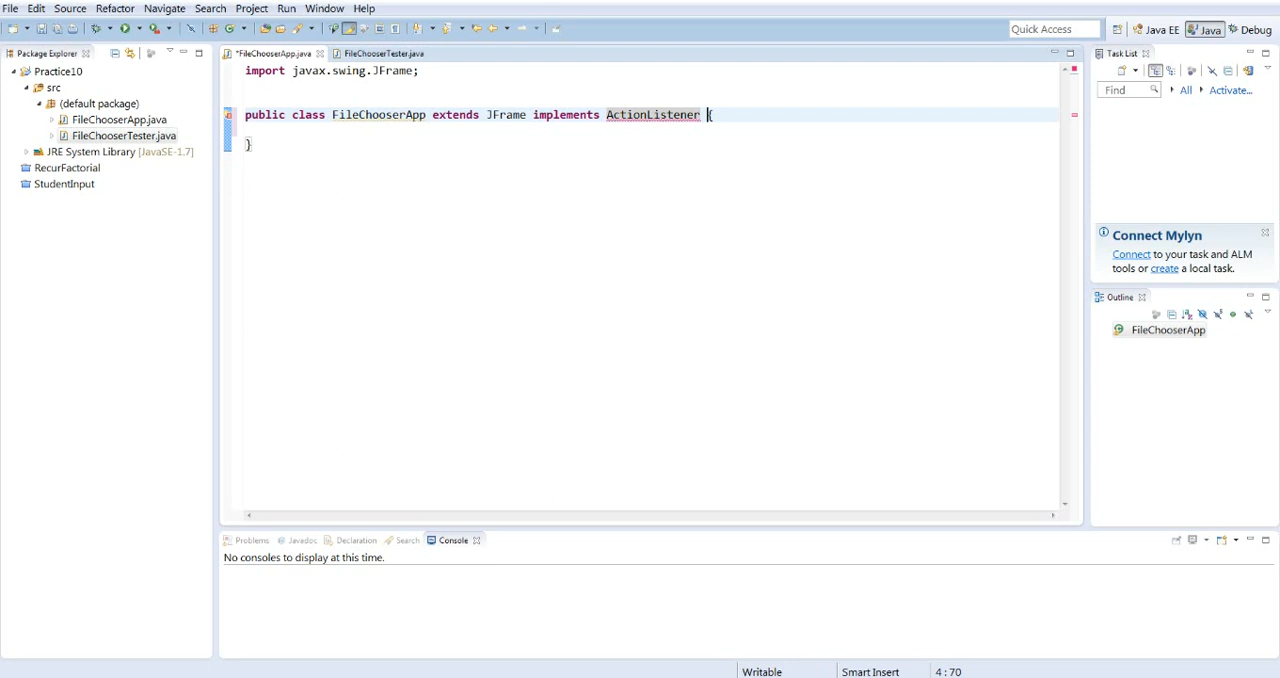 File Edit Source Refactor Navigate Search Project Run Window Help
Quick Access Java EE Java Debug
Package Explorer
Practice10
src
(default package)
FileChooserApp.java
FileChooserTester.java
JRE System Library [JavaSE-1.7]
RecurFactorial
StudentInput
*FileChooserApp.java FileChooserTester.java
import javax.swing.JFrame;
public class FileChooserApp extends JFrame implements ActionListener {
}
Task List
Find All Activate...
Connect Mylyn
Connect to your task and ALM
tools or create a local task.
Outline
FileChooserApp
Problems Javadoc Declaration Search Console
No consoles to display at this time.
Writable Smart Insert 4 : 70